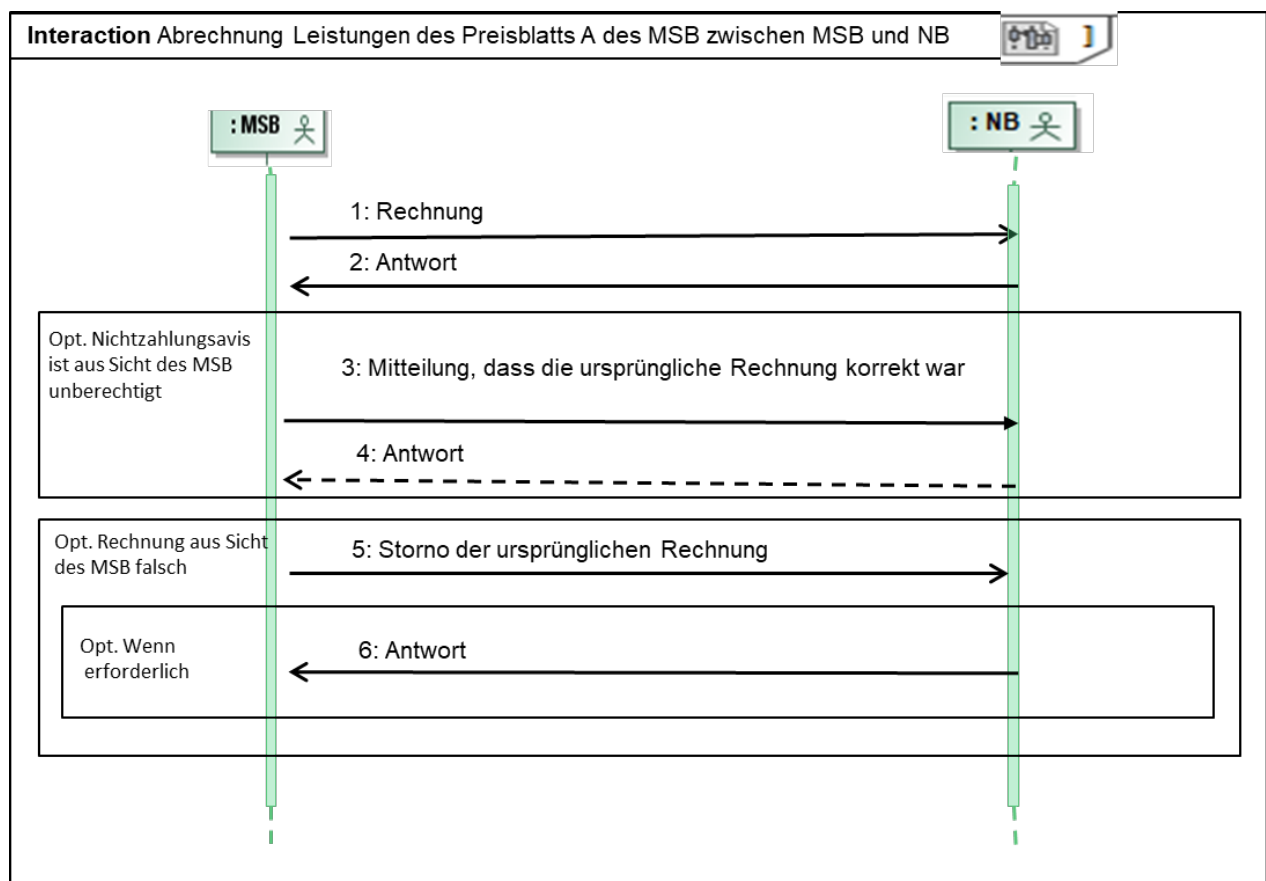 Interaction Abrechnung Leistungen des Preisblatts A des MSB zwischen MSB und NB
: MSB
: NB
1: Rechnung
2: Antwort
Opt. Nichtzahlungsavis
ist aus Sicht des MSB
unberechtigt
3: Mitteilung, dass die ursprüngliche Rechnung korrekt war
4: Antwort
Opt. Rechnung aus Sicht
des MSB falsch
5: Storno der ursprünglichen Rechnung
Opt. Wenn
erforderlich
6: Antwort